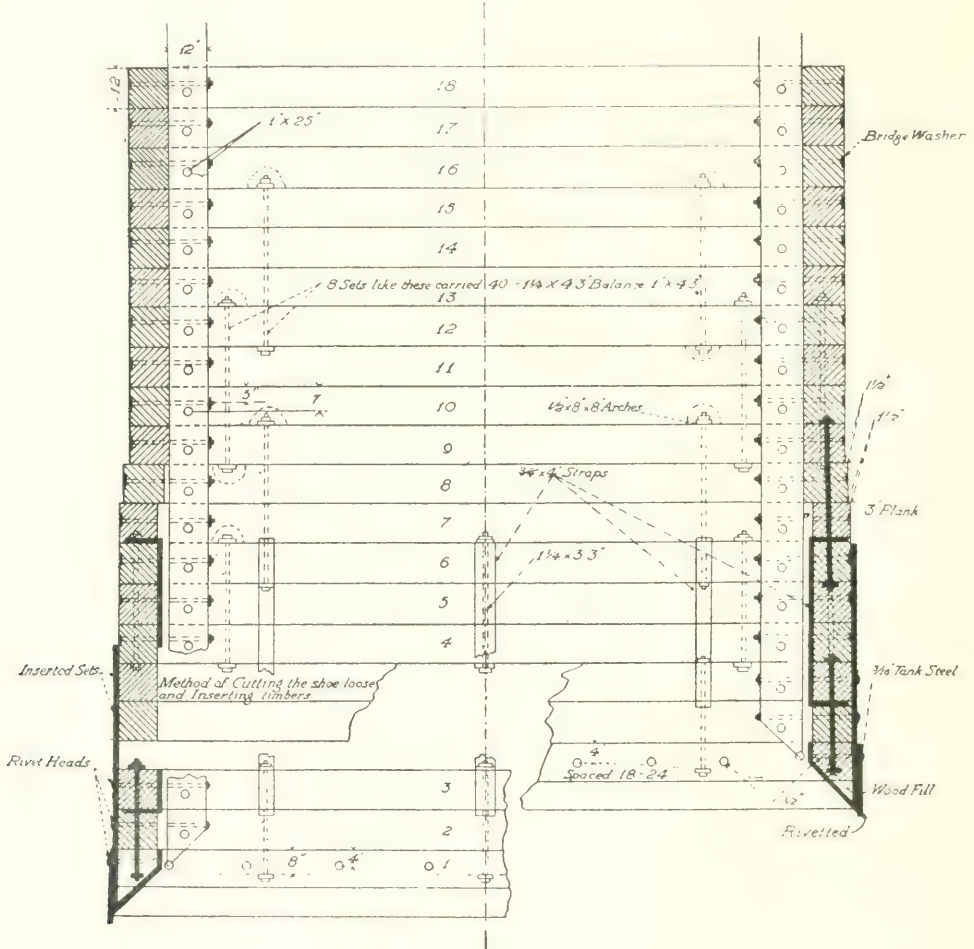 12"
12"
18
1" x 25"
17
Bridge Washer
16
15
14
8 Sets like these carried 40 - 1¼ x 43" Balance 1" x 43"
13
12
11
5"
7"
10
½ x 8" x 8" Arches
1½"
1½"
9
¾" x 4" Straps
8
3" Plank
7
1¼ x 33"
6
5
4
Inserted Sets
Method of Cutting the shoe loose
and Inserting timbers
3/16" Tank Steel
Rivet Heads
4"
Spaced 18-24"
3
Wood Fill
Rivetted
2
8"
4"
1